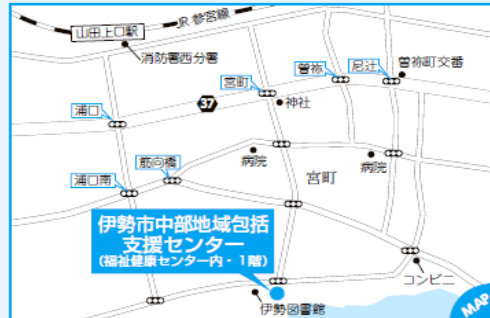 JR 参宮線
山田上口駅
消防署西分署
曽祢
尼辻
曽祢町交番
宮町
37
神社
浦口
筋向橋
病院
病院
宮町
浦口南
伊勢市中部地域包括
支援センター
(福祉健康センター内・1階)
コンビニ
伊勢図書館
MAP